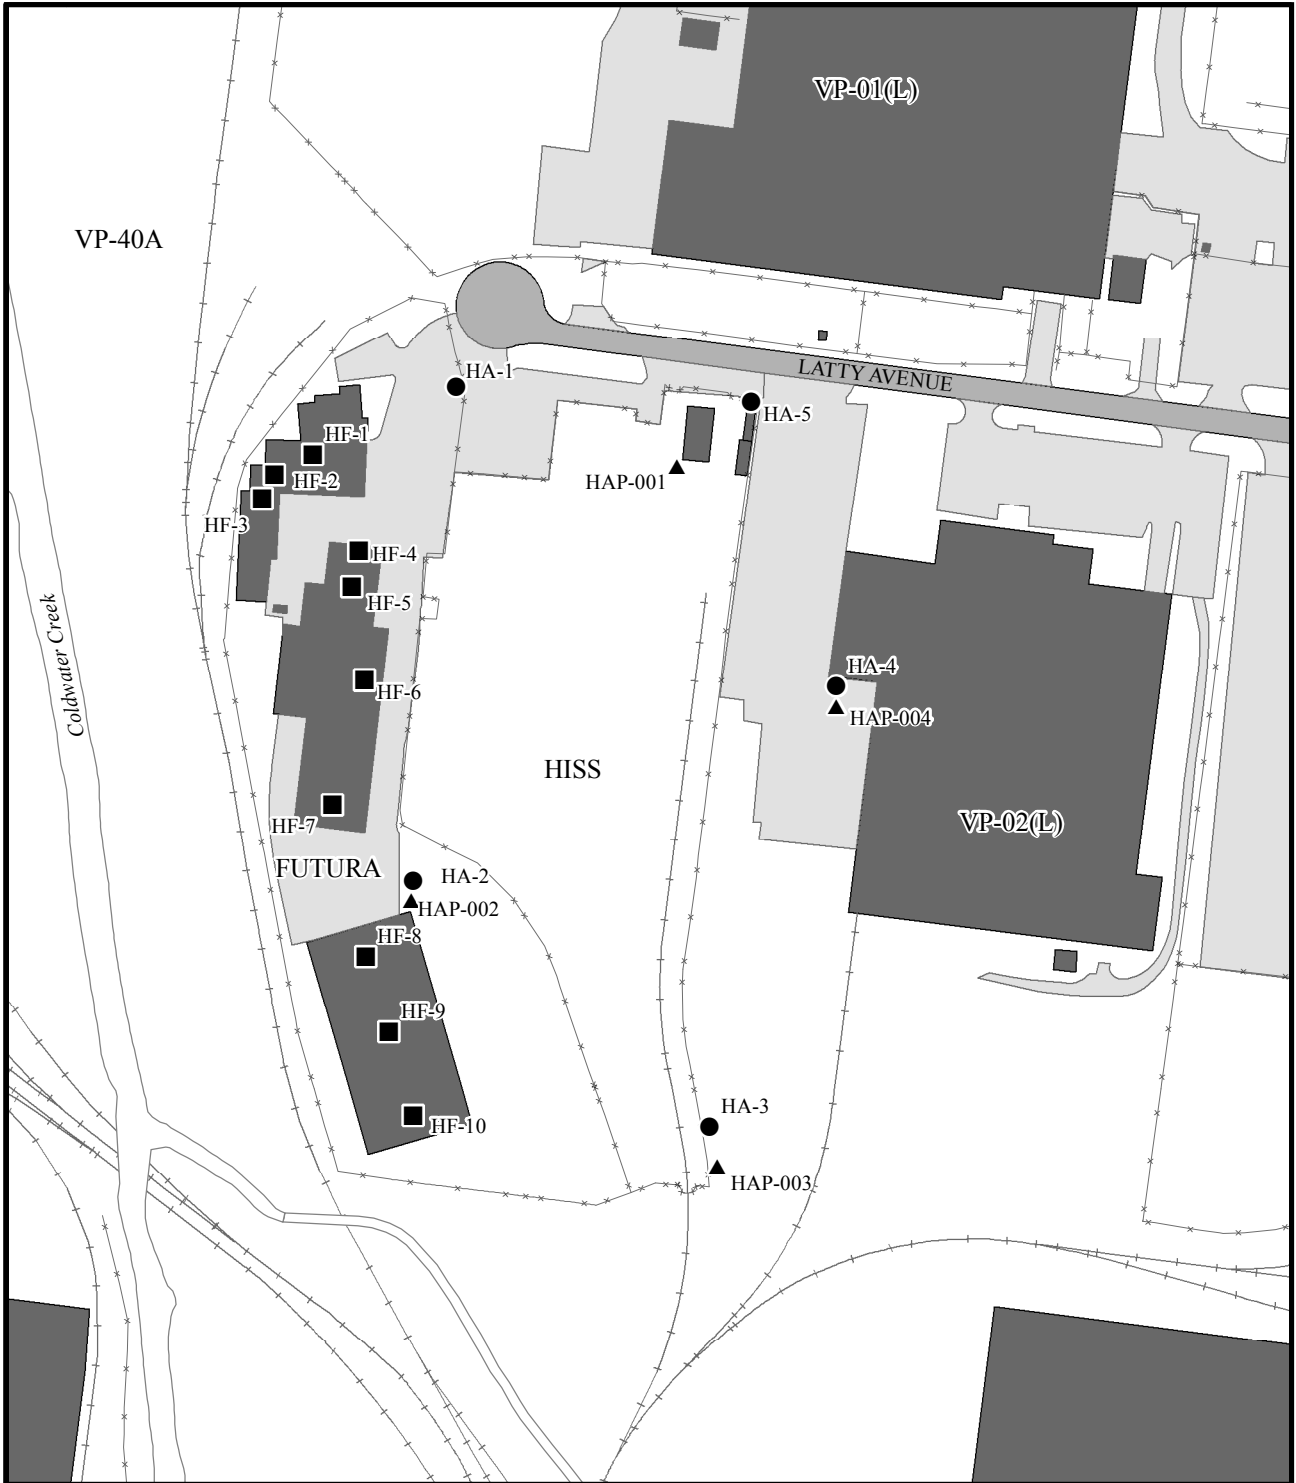 VP-01(L)
VP-40A
LATTY AVENUE
HA-1
HA-5
HF-1
HF-2
HAP-001
HF-3
HF-4
HF-5
Coldwater Creek
HA-4
HF-6
HAP-004
HISS
VP-02(L)
HF-7
FUTURA
HA-2
HAP-002
HF-8
HF-9
HA-3
HF-10
HAP-003